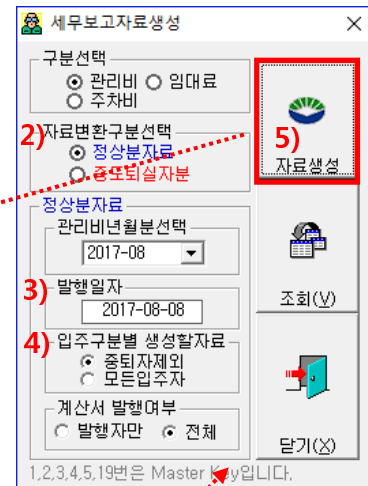 세무보고자료생성
구분선택
관리비 임대료
주차비
2) 자료변환구분선택
정상분자료
중도퇴실자분
5)
자료생성
정상분자료
관리비년월분선택
2017-08
3) 발행일자
2017-08-08
조회(V)
4) 입주구분별 생성할자료
중퇴자제외
모든입주자
계산서 발행여부
발행자만 전체
닫기(X)
1,2,3,4,5,19번은 Master Key입니다.